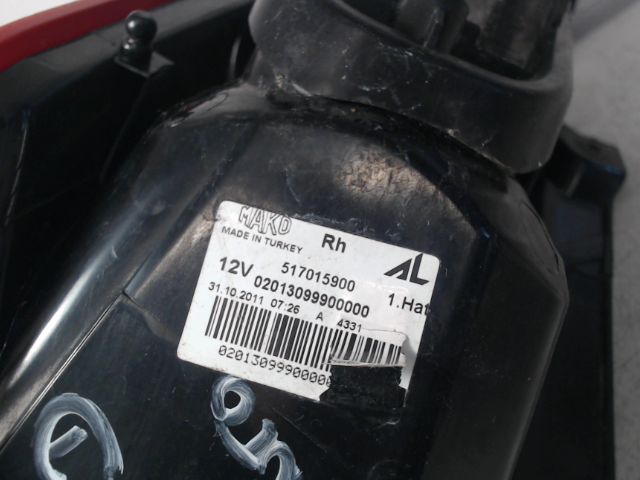 MAKO Rh
MADE IN TURKEY
517015900 AL
12V 02013099900000 1.Hat
31.10.2011 07:26 A 4331
0201309990000